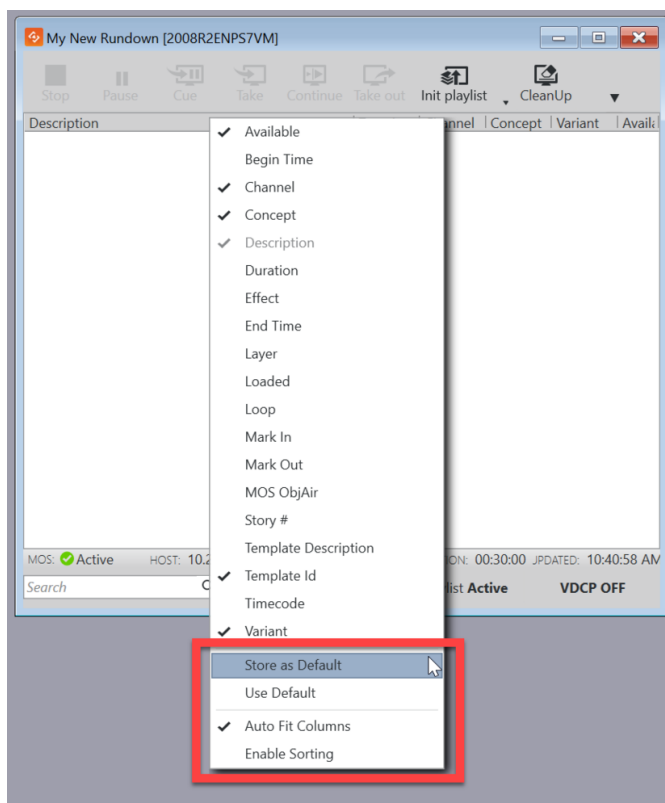 My New Rundown [2008R2ENPS7VM]
Stop Pause Cue Take Continue Take out Init playlist CleanUp
Description Channel Concept Variant
Available
Begin Time
Channel
Concept
Description
Duration
Effect
End Time
Layer
Loaded
Loop
Mark In
Mark Out
MOS ObjAir
Story #
Template Description
Template Id
Timecode
Variant
Store as Default
Use Default
Auto Fit Columns
Enable Sorting
MOS: Active HOST: 10.2 ION: 00:30:00 JPDATED: 10:40:58 AM
Search list Active VDCP OFF